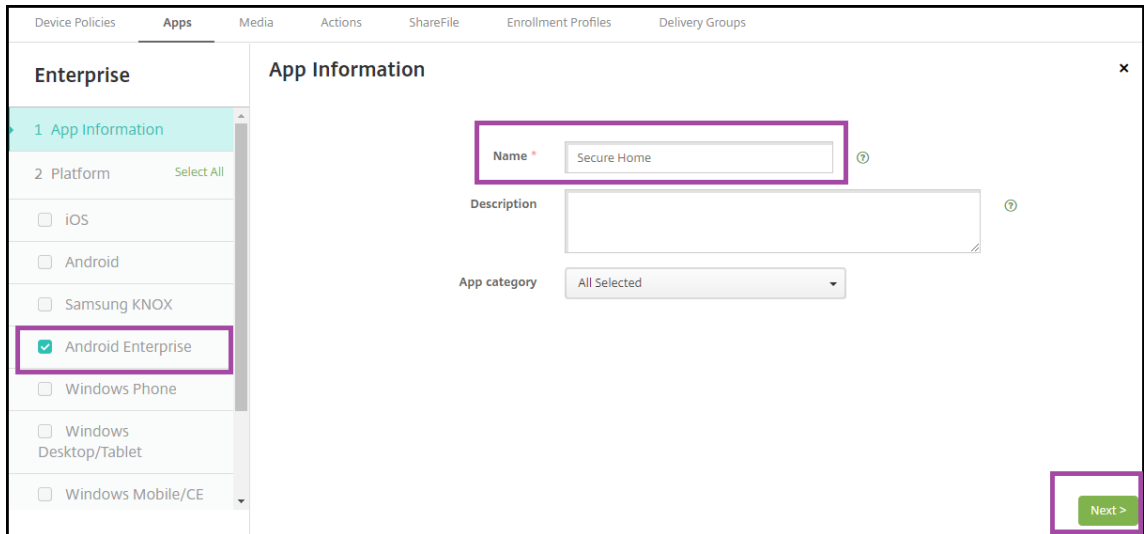 Device Policies Apps Media Actions ShareFile Enrollment Profiles Delivery Groups
Enterprise
1 App Information
2 Platform Select All
iOS
Android
Samsung KNOX
Android Enterprise
Windows Phone
Windows
Desktop/Tablet
Windows Mobile/CE
App Information ×
Name * Secure Home ?
Description ?
App category All Selected
Next >